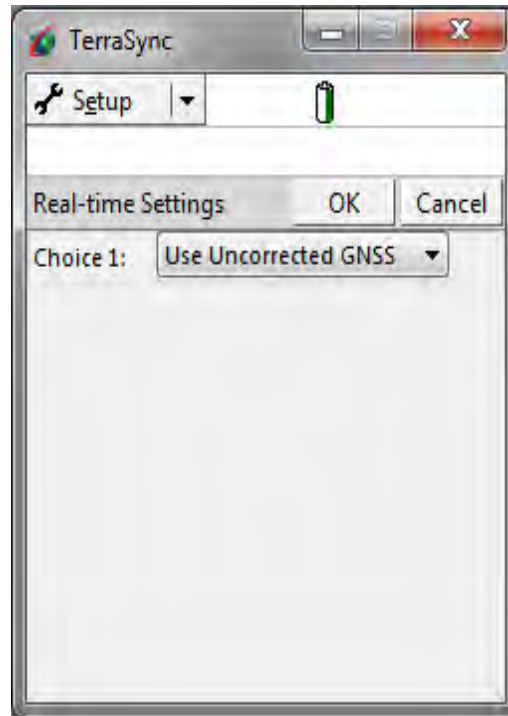 TerraSync
Setup
Real-time Settings OK Cancel
Choice 1: Use Uncorrected GNSS